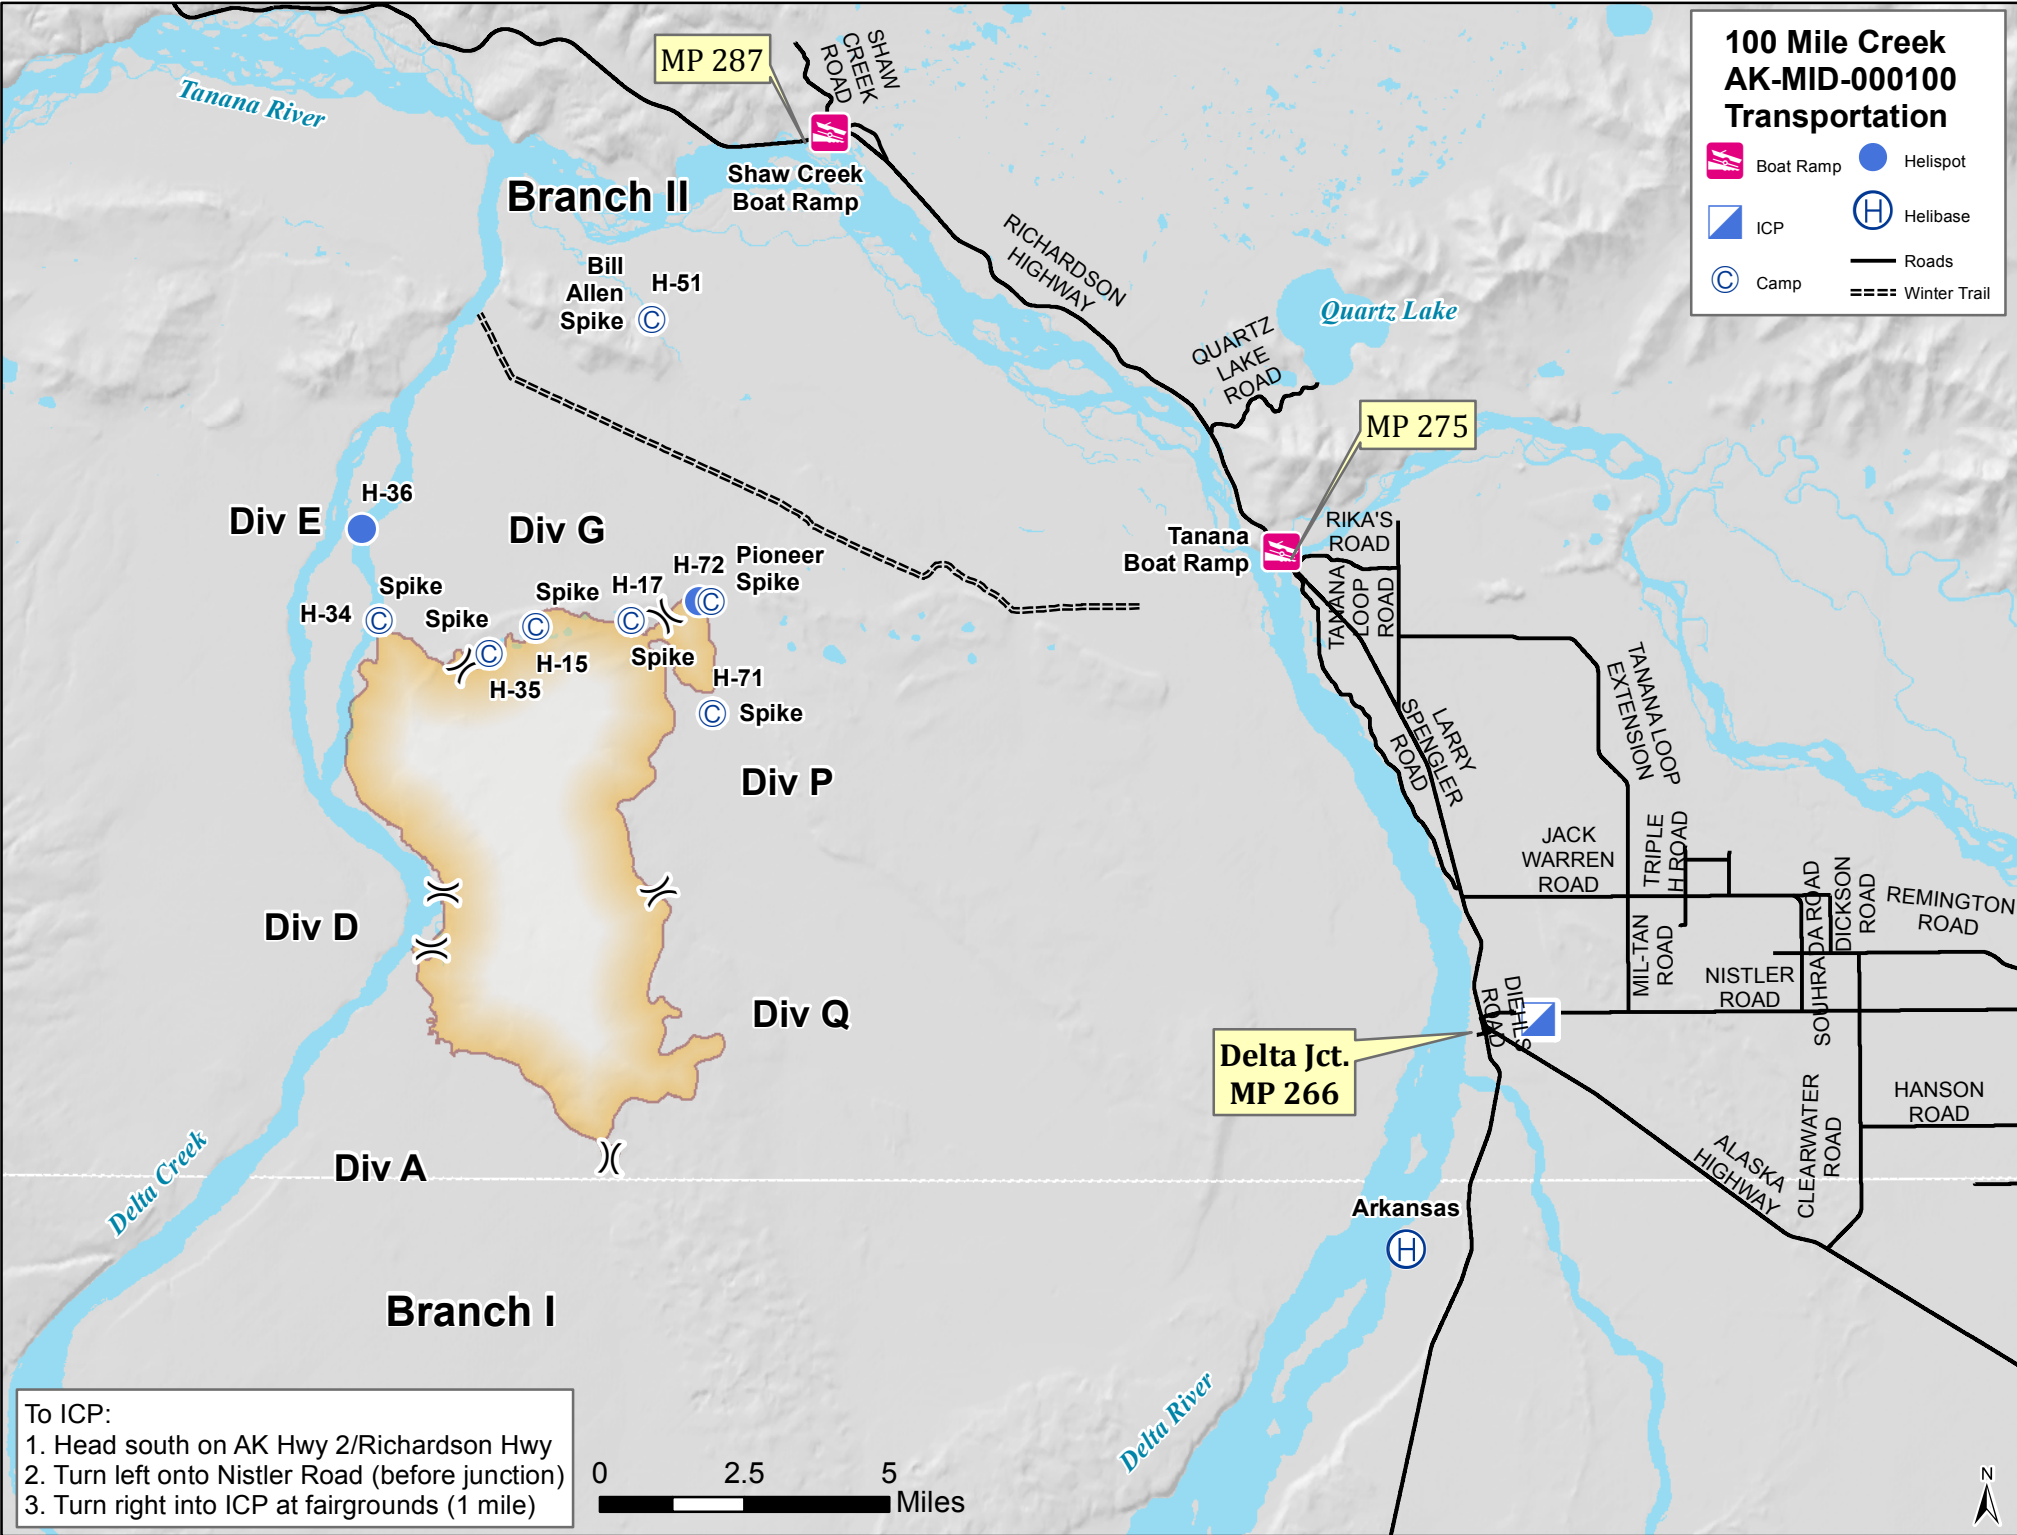 100 Mile Creek
AK-MID-000100
Transportation
Boat Ramp
Helispot
ICP
Helibase
Camp
Roads
Winter Trail
MP 287
SHAW
CREEK
ROAD
Tanana River
Shaw Creek
Boat Ramp
Branch II
RICHARDSON
HIGHWAY
Bill
Allen
Spike
H-51
C
Quartz Lake
QUARTZ
LAKE
ROAD
MP 275
H-36
Div E
Div G
Tanana
Boat Ramp
RIKA'S
ROAD
TANANA
LOOP
ROAD
H-72
Pioneer
Spike
C
Spike
H-34
C
Spike
C
H-35
Spike
C
H-15
H-17
C
Spike
H-71
C
Spike
TANANA LOOP
EXTENSION
LARRY
SPENGLER
ROAD
Div P
JACK
WARREN
ROAD
TRIPLE
H ROAD
SOUHRADA ROAD
DICKSON
ROAD
REMINGTON
ROAD
Div D
MIL-TAN
ROAD
NISTLER
ROAD
DIEHLS
ROAD
Div Q
Delta Jct.
MP 266
HANSON
ROAD
CLEARWATER
ROAD
ALASKA
HIGHWAY
Div A
Delta Creek
Arkansas
H
Branch I
Delta River
To ICP:
1. Head south on AK Hwy 2/Richardson Hwy
2. Turn left onto Nistler Road (before junction)
3. Turn right into ICP at fairgrounds (1 mile)
0 2.5 5
Miles
N